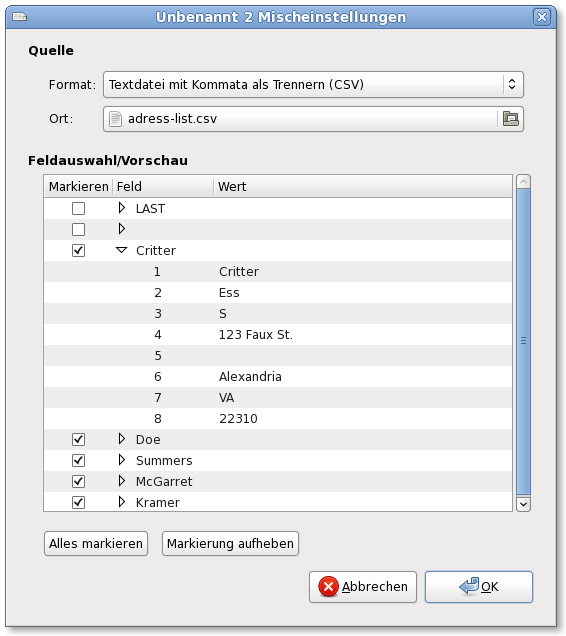 Unbenannt 2 Mischeinstellungen
Quelle
Format: Textdatei mit Kommata als Trennern (CSV)
Ort: adress-list.csv
Feldauswahl/Vorschau
Markieren Feld Wert
LAST
Critter
1 Critter
2 Ess
3 S
4 123 Faux St.
5
6 Alexandria
7 VA
8 22310
Doe
Summers
McGarret
Kramer
Alles markieren Markierung aufheben
Abbrechen OK